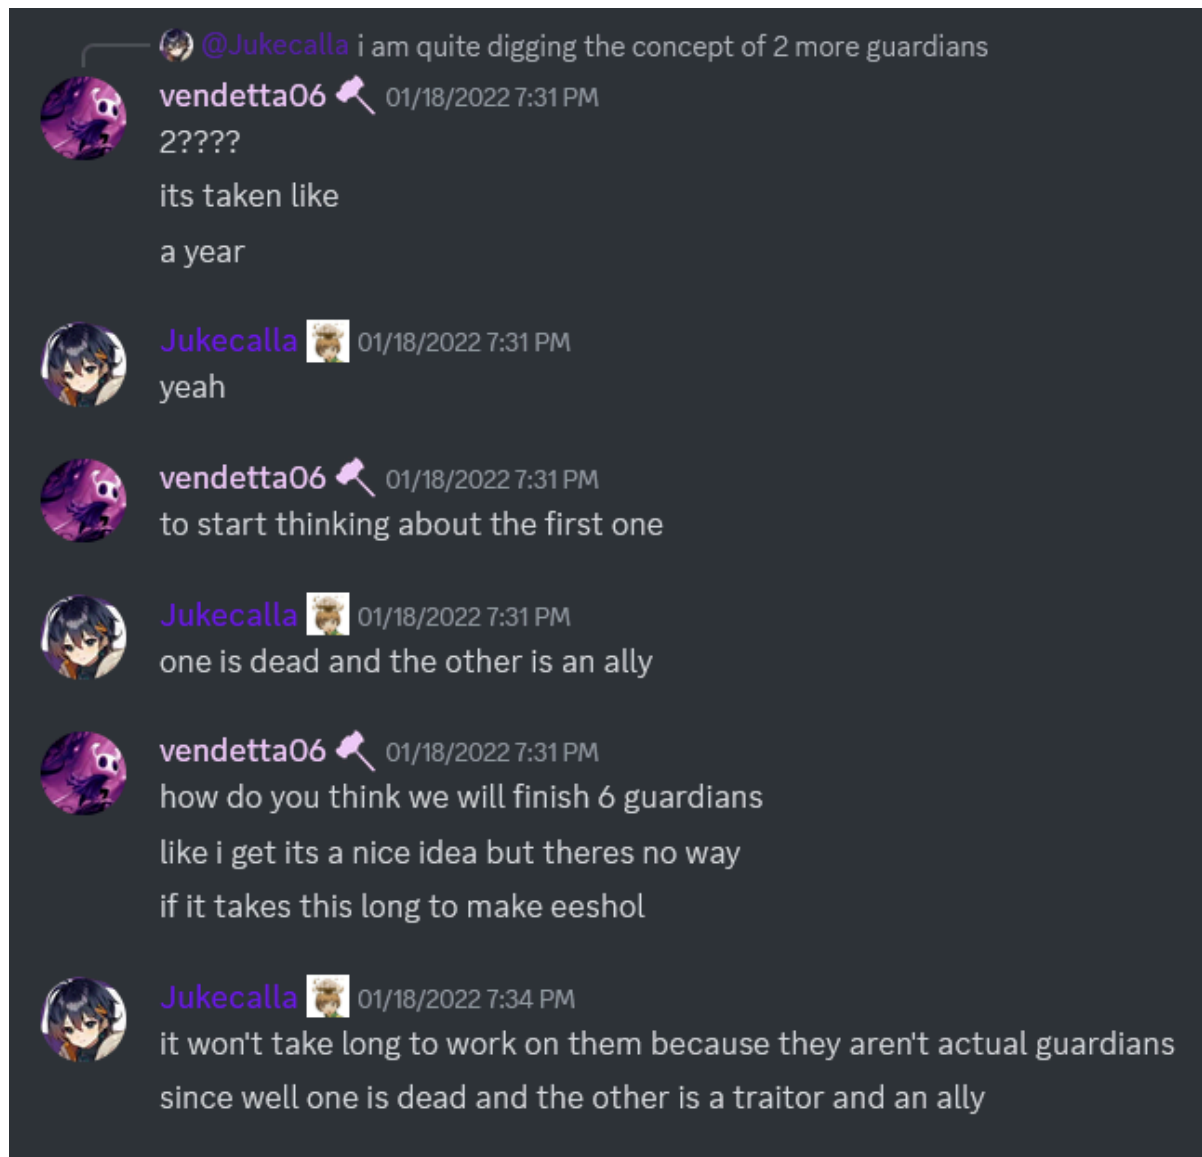 @Jukecalla i am quite digging the concept of 2 more guardians
vendetta06 01/18/2022 7:31 PM
2????
its taken like
a year
Jukecalla 01/18/2022 7:31 PM
yeah
vendetta06 01/18/2022 7:31 PM
to start thinking about the first one
Jukecalla 01/18/2022 7:31 PM
one is dead and the other is an ally
vendetta06 01/18/2022 7:31 PM
how do you think we will finish 6 guardians
like i get its a nice idea but theres no way
if it takes this long to make eeshol
Jukecalla 01/18/2022 7:34 PM
it won't take long to work on them because they aren't actual guardians
since well one is dead and the other is a traitor and an ally